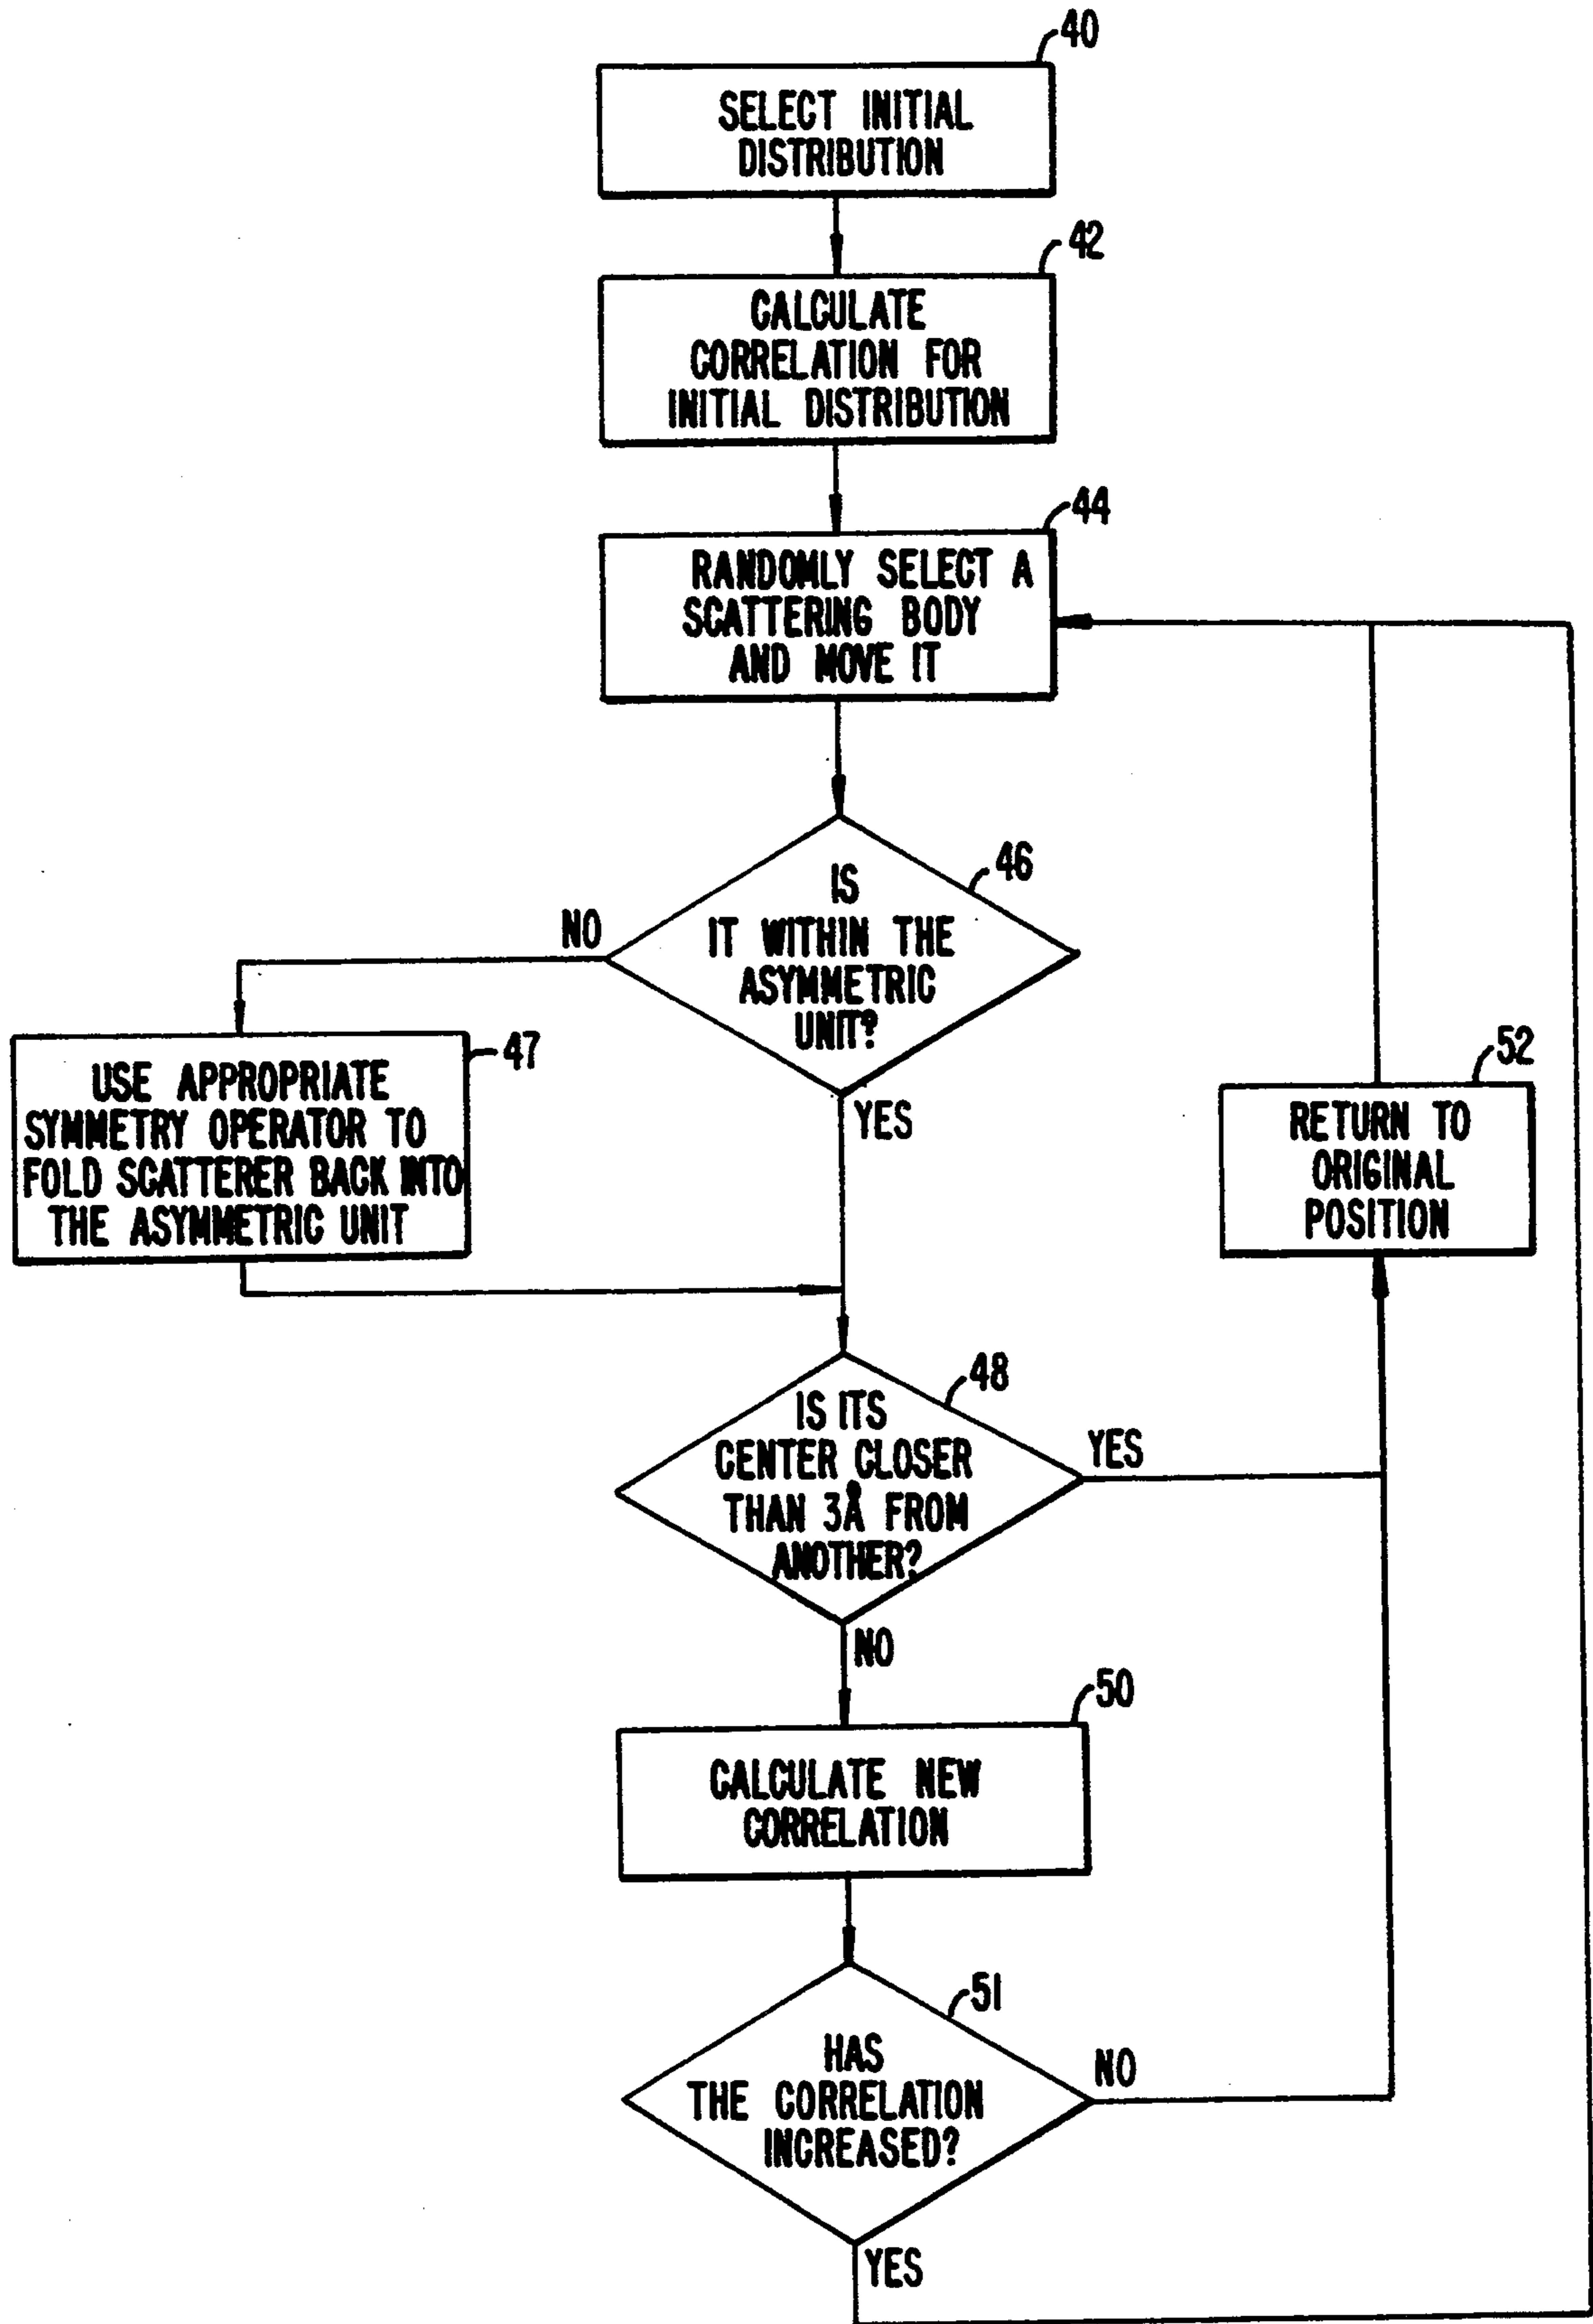 40
SELECT INITIAL
DISTRIBUTION
42
CALCULATE
CORRELATION FOR
INITIAL DISTRIBUTION
44
RANDOMLY SELECT A
SCATTERING BODY
AND MOVE IT
46
IS
IT WITHIN THE
ASYMMETRIC
UNIT?
NO
YES
47
USE APPROPRIATE
SYMMETRY OPERATOR TO
FOLD SCATTERER BACK INTO
THE ASYMMETRIC UNIT
52
RETURN TO
ORIGINAL
POSITION
48
IS ITS
CENTER CLOSER
THAN 3Å FROM
ANOTHER?
YES
NO
50
CALCULATE NEW
CORRELATION
51
HAS
THE CORRELATION
INCREASED?
NO
YES